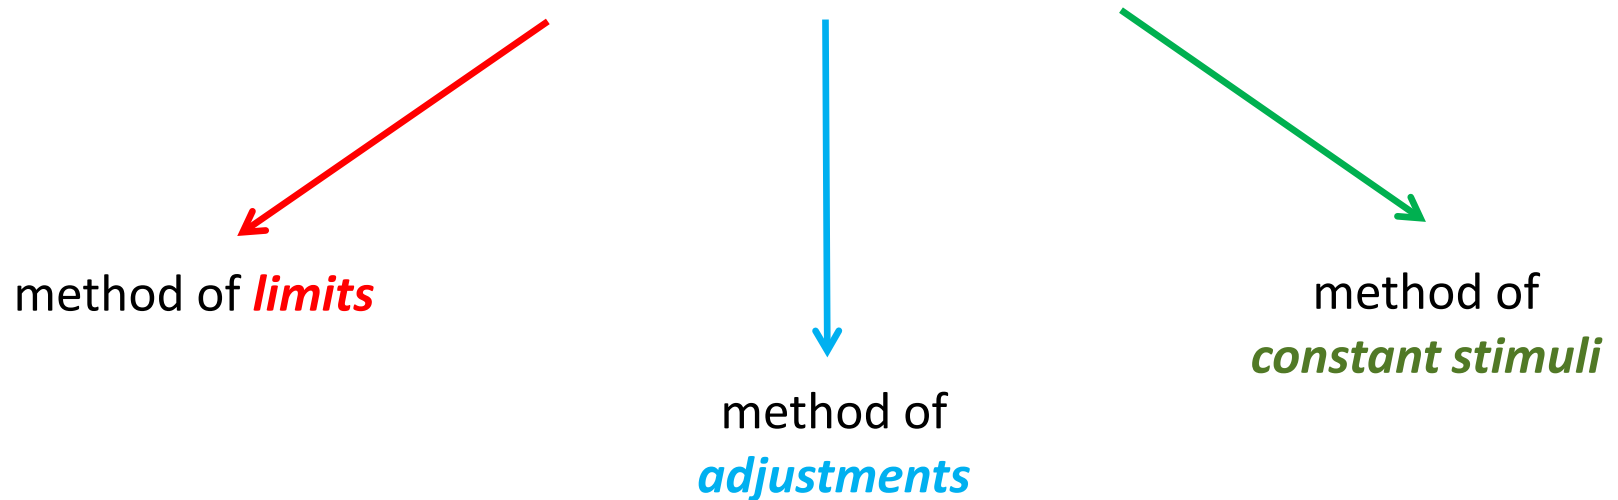 method of limits
method of
adjustments
method of
constant stimuli